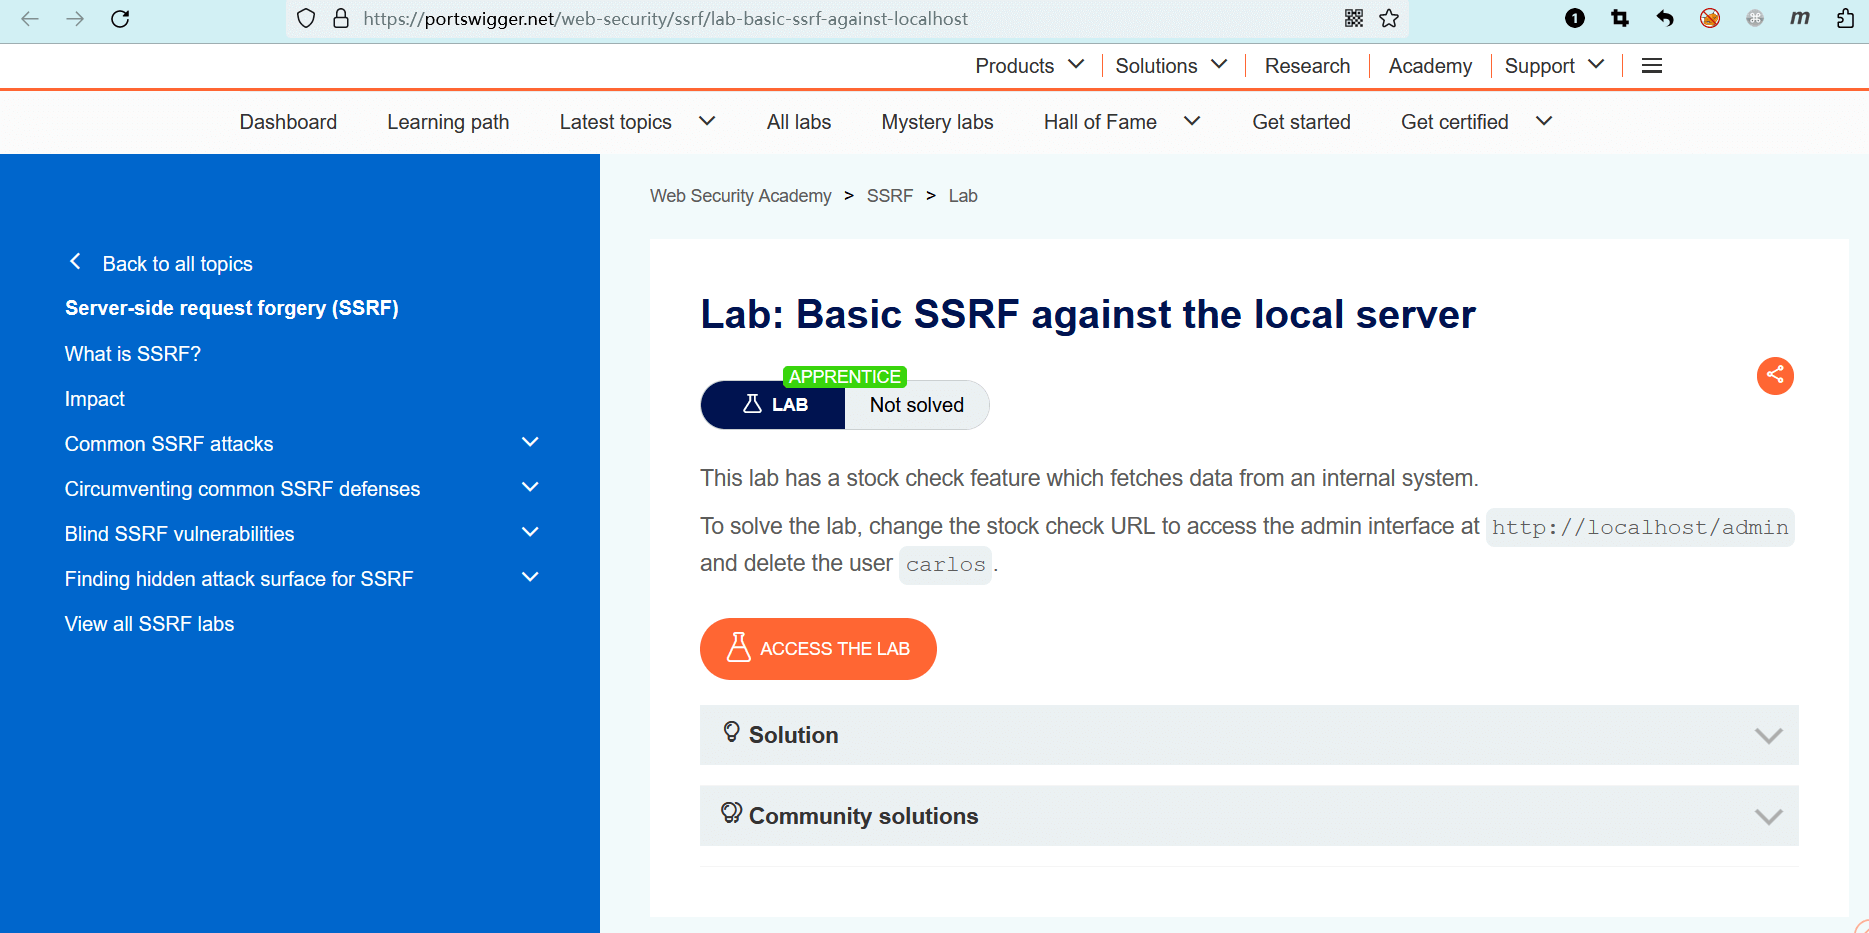 https://portswigger.net/web-security/ssrf/lab-basic-ssrf-against-localhost
1
m
Products
Solutions
Research
Academy
Support
Dashboard
Learning path
Latest topics
All labs
Mystery labs
Hall of Fame
Get started
Get certified
Web Security Academy > SSRF > Lab
Back to all topics
Server-side request forgery (SSRF)
What is SSRF?
Impact
Common SSRF attacks
Circumventing common SSRF defenses
Blind SSRF vulnerabilities
Finding hidden attack surface for SSRF
View all SSRF labs
Lab: Basic SSRF against the local server
APPRENTICE
LAB
Not solved
This lab has a stock check feature which fetches data from an internal system.
To solve the lab, change the stock check URL to access the admin interface at http://localhost/admin
and delete the user carlos.
ACCESS THE LAB
Solution
Community solutions